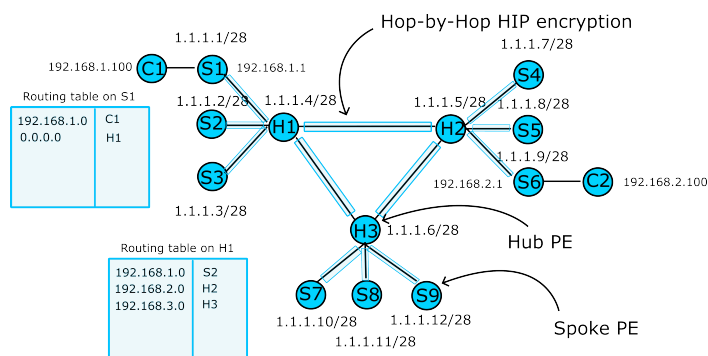 Hop-by-Hop HIP encryption
1.1.1.1/28
1.1.1.7/28
192.168.1.100
C1
S1
192.168.1.1
S4
Routing table on S1
1.1.1.2/28
1.1.1.4/28
1.1.1.5/28
1.1.1.8/28
192.168.1.0
C1
0.0.0.0
H1
S2
H1
H2
S5
1.1.1.9/28
S3
192.168.2.1
S6
C2
192.168.2.100
1.1.1.3/28
H3
1.1.1.6/28
Hub PE
Routing table on H1
192.168.1.0
S2
192.168.2.0
H2
192.168.3.0
H3
S7
S8
S9
1.1.1.10/28
1.1.1.12/28
Spoke PE
1.1.1.11/28